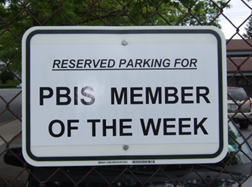 RESERVED PARKING FOR
PBIS MEMBER
OF THE WEEK